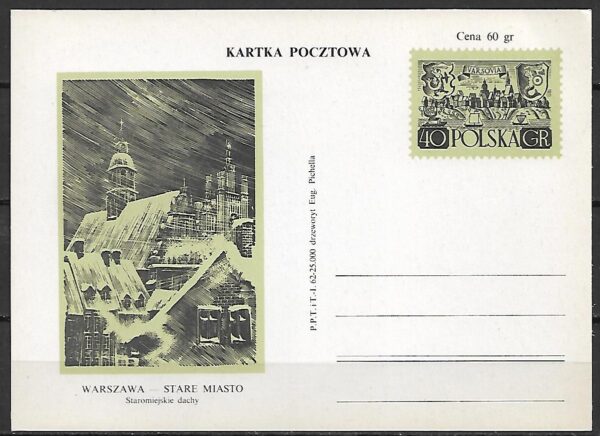 Cena 60 gr
KARTKA POCZTOWA
VARSOVIA
40 POLSKA GR
P.P.T. i T.-I. 62-25.000 drzeworyt Eug. Pichella
WARSZAWA — STARE MIASTO
Staromiejskie dachy